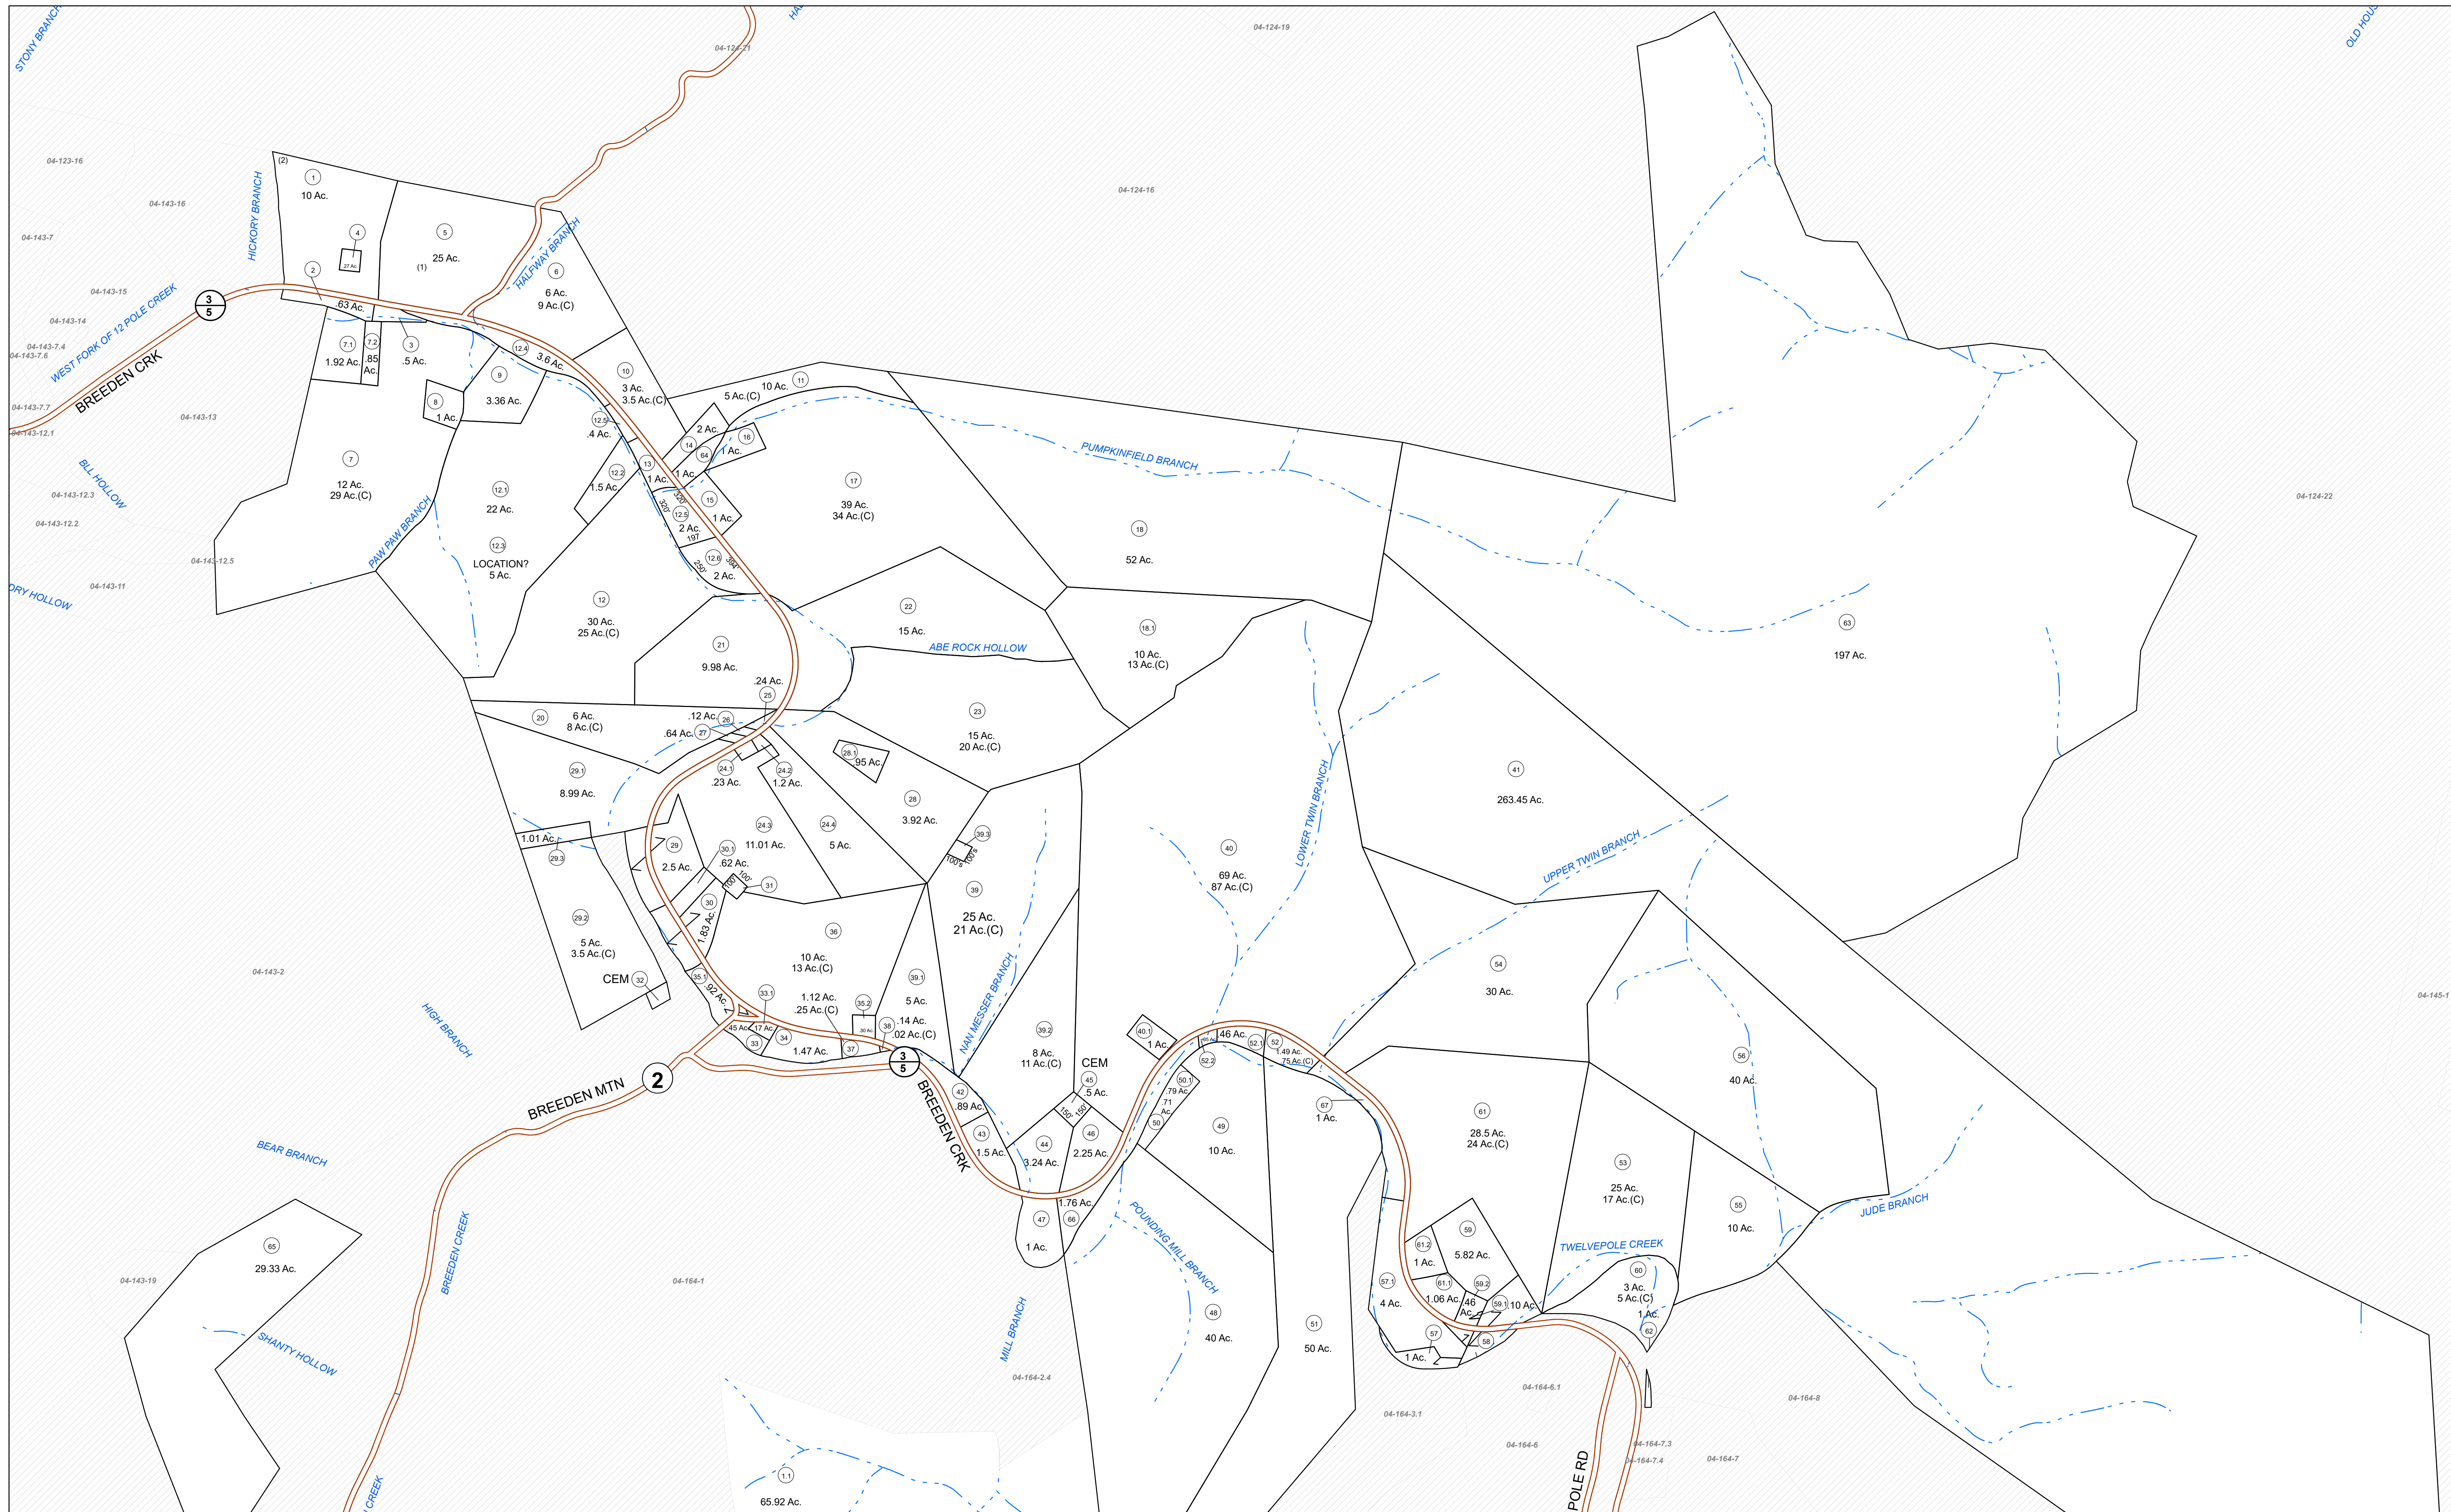 STONY BRANCH
04-124-21
04-124-19
04-123-16
(2)
1
10 Ac.
HICKORY BRANCH
04-143-16
04-124-16
04-143-7
4
.27 Ac.
5
25 Ac.
(1)
HALFWAY BRANCH
2
6
6 Ac.
9 Ac.(C)
04-143-15
3
5
.63 Ac.
WEST FORK OF 12 POLE CREEK
04-143-14
04-143-7.4
04-143-7.6
BREEDEN CRK
7.1
1.92 Ac.
7.2
.85
Ac.
3
.5 Ac.
12.4
3.6 Ac.
9
3.36 Ac.
10
3 Ac.
3.5 Ac.(C)
10 Ac.
11
5 Ac.(C)
04-143-7.7
04-143-13
04-143-12.1
8
1 Ac.
12.5
.4 Ac.
2 Ac.
14
64
16
1 Ac.
PUMPKINFIELD BRANCH
7
12 Ac.
29 Ac.(C)
BLL HOLLOW
04-143-12.3
04-143-12.2
12.1
22 Ac.
12.2
1.5 Ac.
13
1 Ac.
1 Ac.
320'
320'
15
1 Ac.
12.5
2 Ac.
197
17
39 Ac.
34 Ac.(C)
18
52 Ac.
04-124-22
PAW PAW BRANCH
12.3
LOCATION?
5 Ac.
04-143-12.5
04-143-11
12.6
2 Ac.
250'
394'
12
30 Ac.
25 Ac.(C)
22
15 Ac.
ABE ROCK HOLLOW
18.1
10 Ac.
13 Ac.(C)
63
197 Ac.
21
9.98 Ac.
.24 Ac.
25
20
6 Ac.
8 Ac.(C)
.12 Ac.
26
.64 Ac.
27
23
15 Ac.
20 Ac.(C)
29.1
8.99 Ac.
24.1
.23 Ac.
24.2
1.2 Ac.
28.1
.95 Ac.
28
3.92 Ac.
41
263.45 Ac.
LOWER TWIN BRANCH
UPPER TWIN BRANCH
1.01 Ac.
29.3
29
2.5 Ac.
30.1
.62 Ac.
24.3
11.01 Ac.
24.4
5 Ac.
39.3
100's
100's
40
69 Ac.
87 Ac.(C)
100'
100'
31
30
1.83 Ac.
39
25 Ac.
21 Ac.(C)
29.2
5 Ac.
3.5 Ac.(C)
36
10 Ac.
13 Ac.(C)
CEM
32
04-143-2
35.1
.92 Ac.
33.1
1.12 Ac.
.25 Ac.(C)
35.2
.30 Ac.
39.1
5 Ac.
.14 Ac.
.02 Ac.(C)
38
54
30 Ac.
04-145-1
HIGH BRANCH
NAN MESSER BRANCH
.45 Ac.
.17 Ac.
33
34
1.47 Ac.
37
3
5
39.2
8 Ac.
11 Ac.(C)
CEM
40.1
1 Ac.
.46 Ac.
52.1
52
52.2
1.49 Ac.
.75 Ac.(C)
56
40 Ac.
BREEDEN MTN
2
BREEDEN CRK
42
.89 Ac.
45
.5 Ac.
150'
150'
50.1
.79 Ac.
.71
Ac.
50
67
1 Ac.
61
28.5 Ac.
24 Ac.(C)
43
1.5 Ac.
44
3.24 Ac.
46
2.25 Ac.
49
10 Ac.
BEAR BRANCH
53
25 Ac.
17 Ac.(C)
55
10 Ac.
JUDE BRANCH
1.76 Ac.
47
66
1 Ac.
POUNDING MILL BRANCH
BREEDEN CREEK
65
29.33 Ac.
04-143-19
04-164-1
59
5.82 Ac.
61.2
1 Ac.
TWELVEPOLE CREEK
60
3 Ac.
5 Ac.(C)
1 Ac.
62
57.1
4 Ac.
61.1
1.06 Ac.
59.2
.46
Ac.
59.1
.10 Ac.
57
1 Ac.
58
SHANTY HOLLOW
MILL BRANCH
48
40 Ac.
51
50 Ac.
04-164-2.4
04-164-3.1
04-164-6.1
04-164-8
04-164-6
04-164-7.3
04-164-7.4
04-164-7
1.1
65.92 Ac.
POLE RD
CREEK